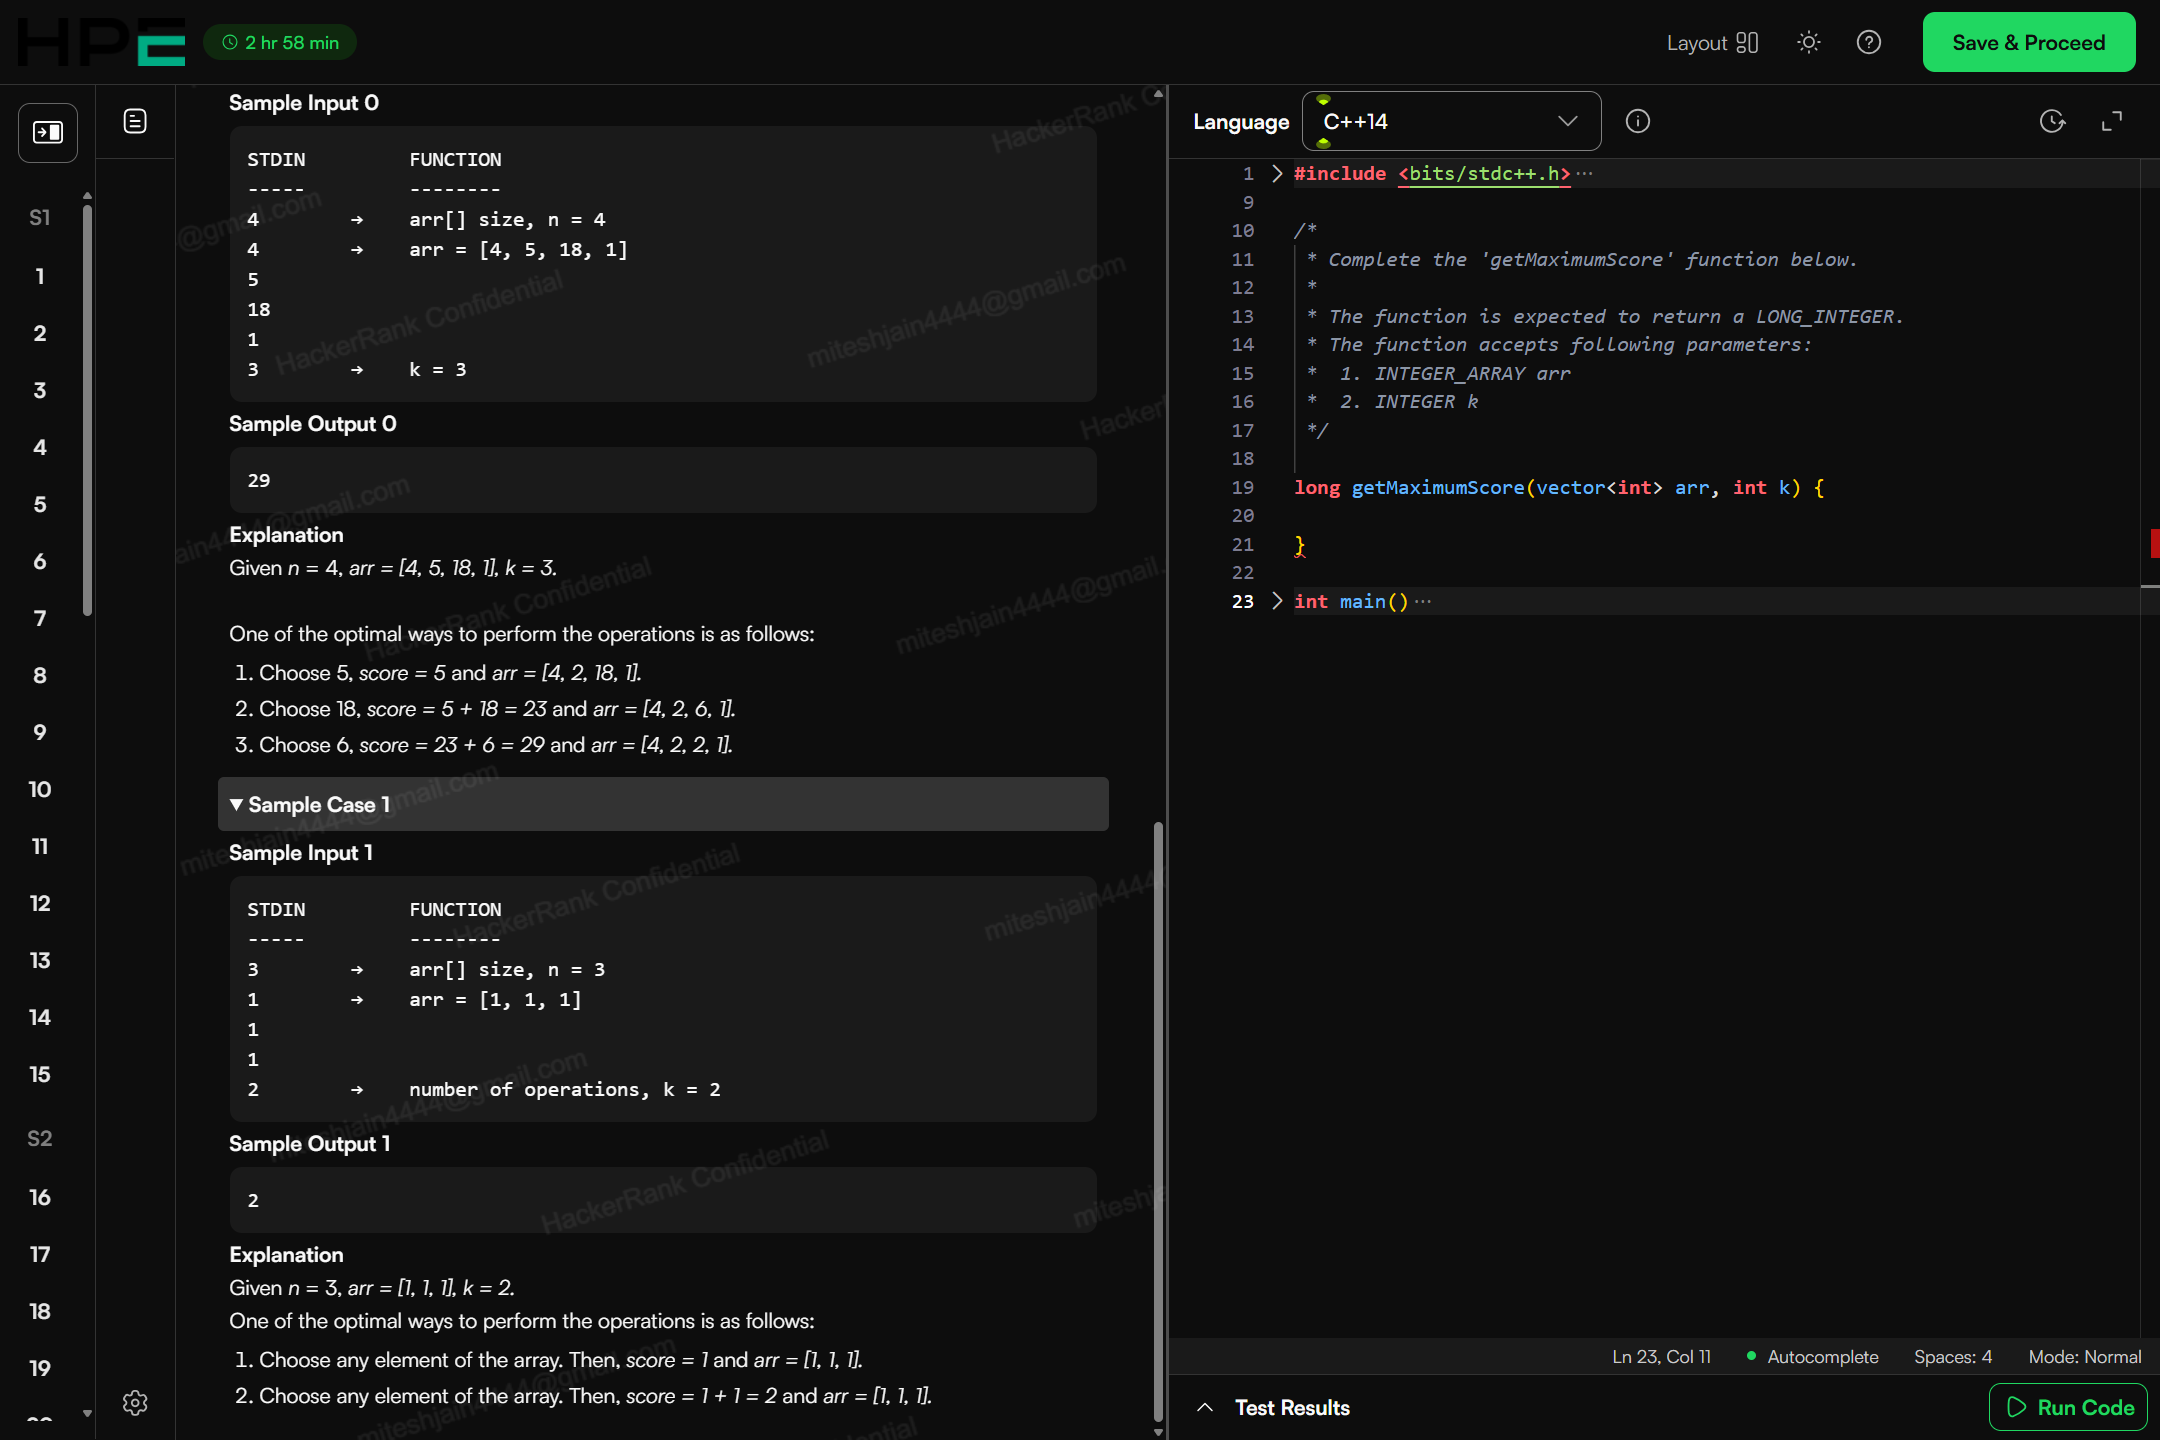 HPE
2 hr 58 min
Layout
Save & Proceed
S1
1
2
3
4
5
6
7
8
9
10
11
12
13
14
15
S2
16
17
18
19
Sample Input 0
STDIN FUNCTION
----- --------
4 → arr[] size, n = 4
4 → arr = [4, 5, 18, 1]
5
18
1
3 → k = 3
Sample Output 0
29
Explanation
Given n = 4, arr = [4, 5, 18, 1], k = 3.
One of the optimal ways to perform the operations is as follows:
1. Choose 5, score = 5 and arr = [4, 2, 18, 1].
2. Choose 18, score = 5 + 18 = 23 and arr = [4, 2, 6, 1].
3. Choose 6, score = 23 + 6 = 29 and arr = [4, 2, 2, 1].
▼ Sample Case 1
Sample Input 1
STDIN FUNCTION
----- --------
3 → arr[] size, n = 3
1 → arr = [1, 1, 1]
1
1
2 → number of operations, k = 2
Sample Output 1
2
Explanation
Given n = 3, arr = [1, 1, 1], k = 2.
One of the optimal ways to perform the operations is as follows:
1. Choose any element of the array. Then, score = 1 and arr = [1, 1, 1].
2. Choose any element of the array. Then, score = 1 + 1 = 2 and arr = [1, 1, 1].
HackerRank Confidential
miteshjain4444@gmail.com
Language C++14
1 #include <bits/stdc++.h>···
9
10 /*
11 * Complete the 'getMaximumScore' function below.
12 *
13 * The function is expected to return a LONG_INTEGER.
14 * The function accepts following parameters:
15 * 1. INTEGER_ARRAY arr
16 * 2. INTEGER k
17 */
18
19 long getMaximumScore(vector<int> arr, int k) {
20
21 }
22
23 int main()···
Ln 23, Col 11 Autocomplete Spaces: 4 Mode: Normal
Test Results
Run Code